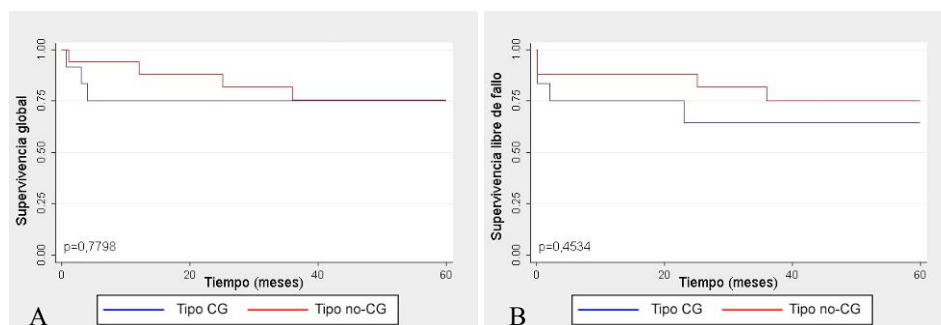 Supervivencia global
1.00
0.75
0.50
0.25
0.00
p=0,7798
0
20
40
60
Tiempo (meses)
Tipo CG
Tipo no-CG
A
Supervivencia libre de fallo
1.00
0.75
0.50
0.25
0.00
p=0,4534
0
20
40
60
Tiempo (meses)
Tipo CG
Tipo no-CG
B